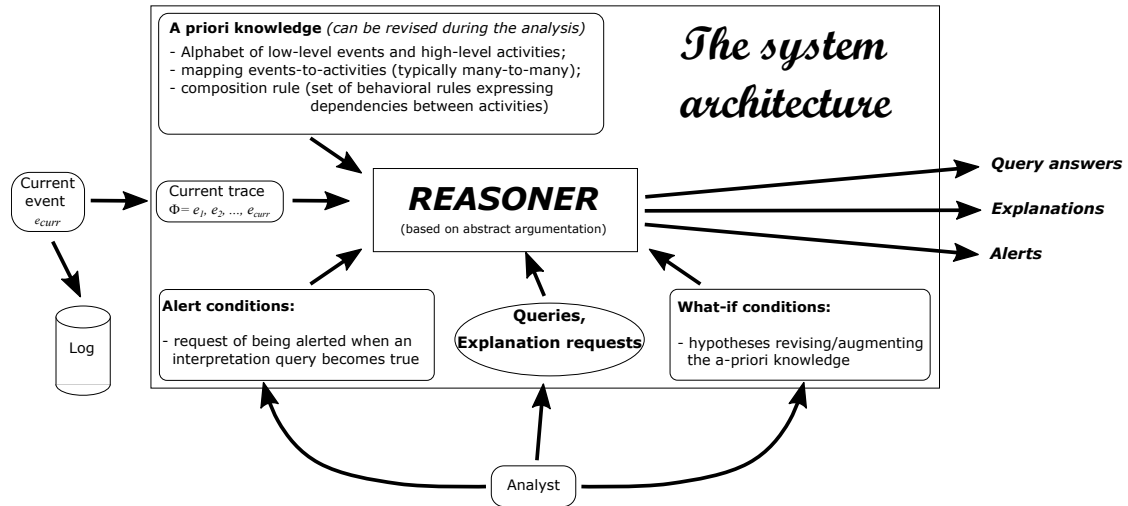 A priori knowledge (can be revised during the analysis)
- Alphabet of low-level events and high-level activities;
- mapping events-to-activities (typically many-to-many);
- composition rule (set of behavioral rules expressing
dependencies between activities)
The system
architecture
Current
event
e_curr
Current trace
Φ= e_1, e_2, ..., e_curr
REASONER
(based on abstract argumentation)
Query answers
Explanations
Alerts
Log
Alert conditions:
- request of being alerted when an
interpretation query becomes true
Queries,
Explanation requests
What-if conditions:
- hypotheses revising/augmenting
the a-priori knowledge
Analyst